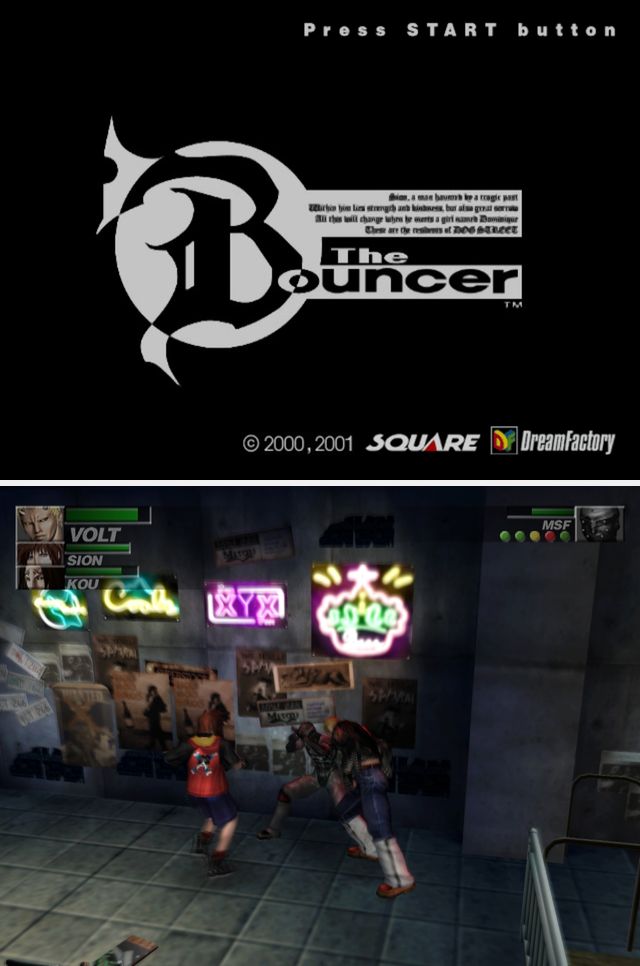 Press START button
Sion, a man haunted by a tragic past
Within him lies strength and kindness, but also great sorrow
All this will change when he meets a girl named Dominique
These are the residents of DOG STREET
The
Bouncer
TM
© 2000, 2001 SQUARE DreamFactory
VOLT
SION
KOU
MSF
XYX